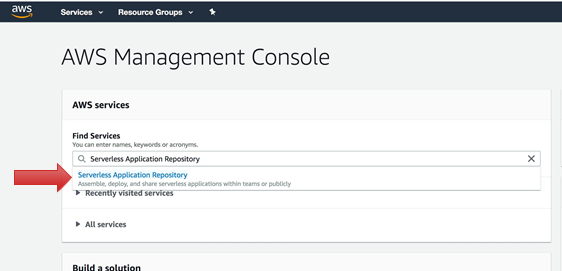 aws Services Resource Groups
AWS Management Console
AWS services
Find Services
You can enter names, keywords or acronyms.
Serverless Application Repository
Serverless Application Repository
Assemble, deploy, and share serverless applications within teams or publicly
Recently visited services
All services
Build a solution